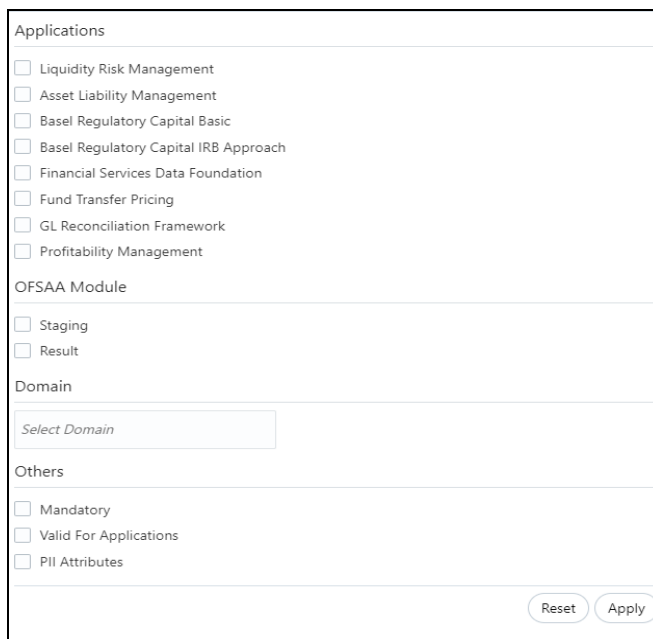 Applications
Liquidity Risk Management
Asset Liability Management
Basel Regulatory Capital Basic
Basel Regulatory Capital IRB Approach
Financial Services Data Foundation
Fund Transfer Pricing
GL Reconciliation Framework
Profitability Management
OFSAA Module
Staging
Result
Domain
Select Domain
Others
Mandatory
Valid For Applications
PII Attributes
Reset Apply